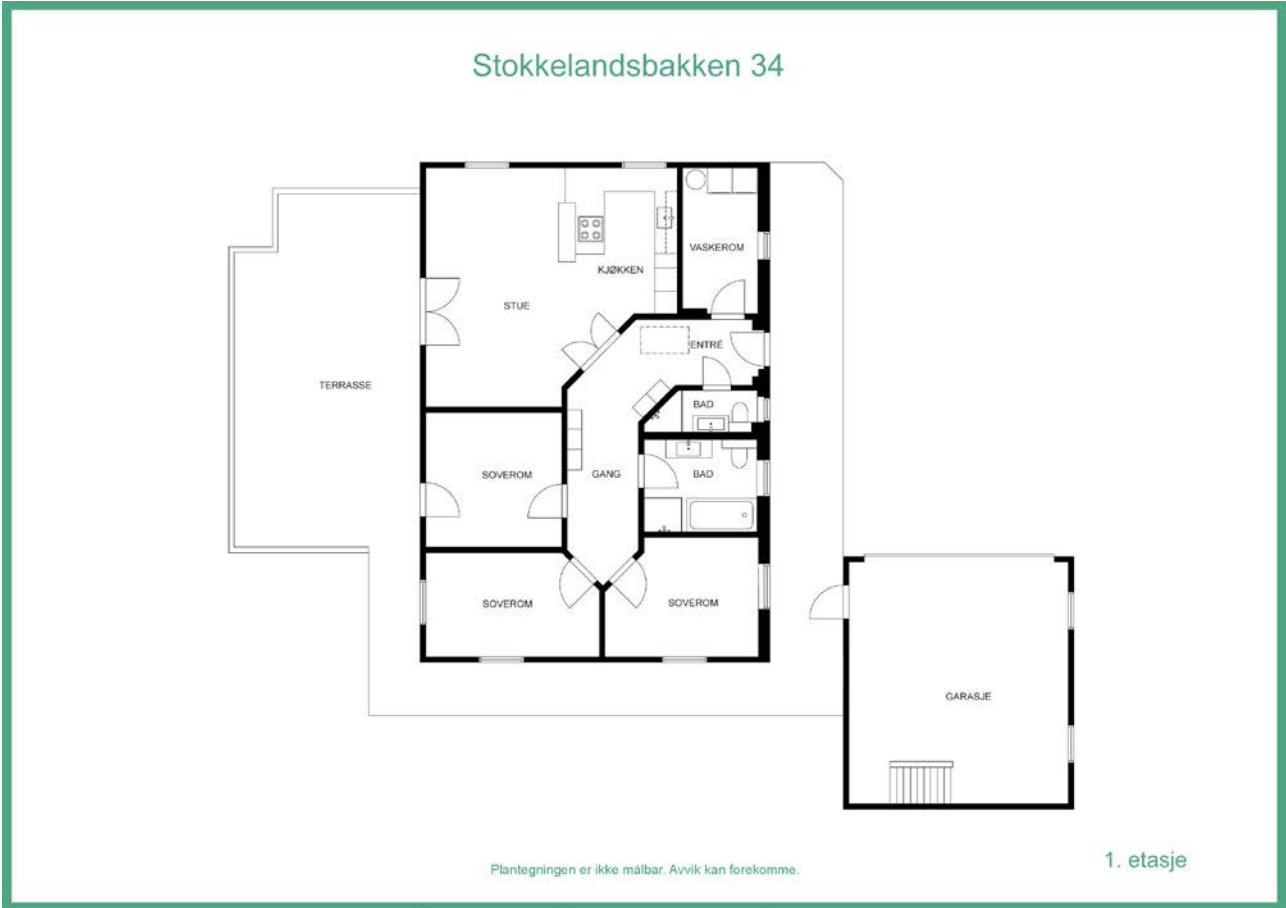 Stokkelandsbakken 34
VASKEROM
KJØKKEN
STUE
ENTRÉ
TERRASSE
BAD
SOVEROM
GANG
BAD
SOVEROM
SOVEROM
GARASJE
1. etasje
Plantegningen er ikke målbar. Avvik kan forekomme.